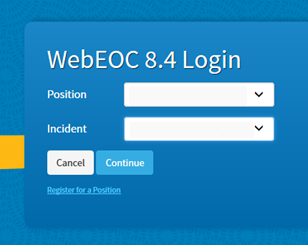 WebEOC 8.4 Login
Position
Incident
Cancel Continue
Register for a Position